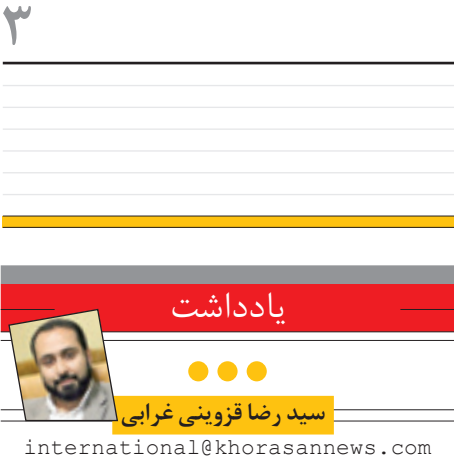 ۳
یادداشت
سید رضا قزوینی غرابی
international@khorasannews.com